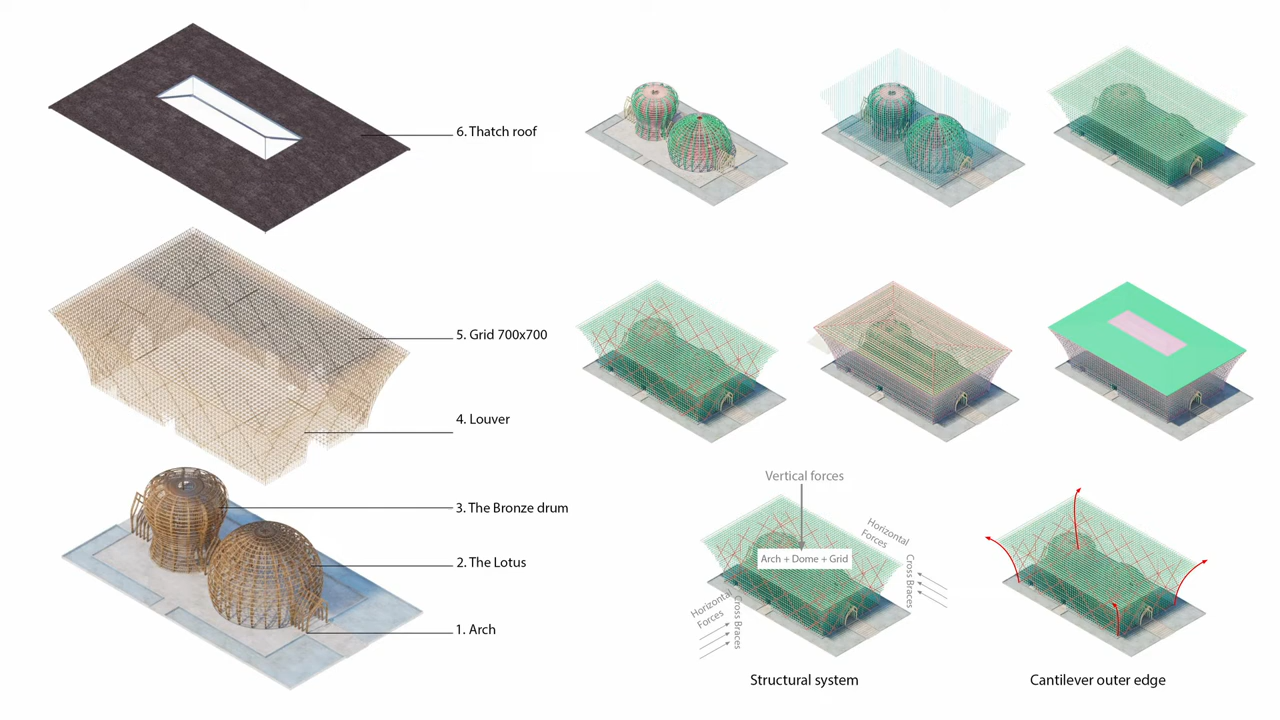 6. Thatch roof
5. Grid 700x700
4. Louver
3. The Bronze drum
2. The Lotus
1. Arch
Vertical forces
Horizontal
Forces
Cross Braces
Arch + Dome + Grid
Horizontal
Forces
Cross Braces
Structural system
Cantilever outer edge